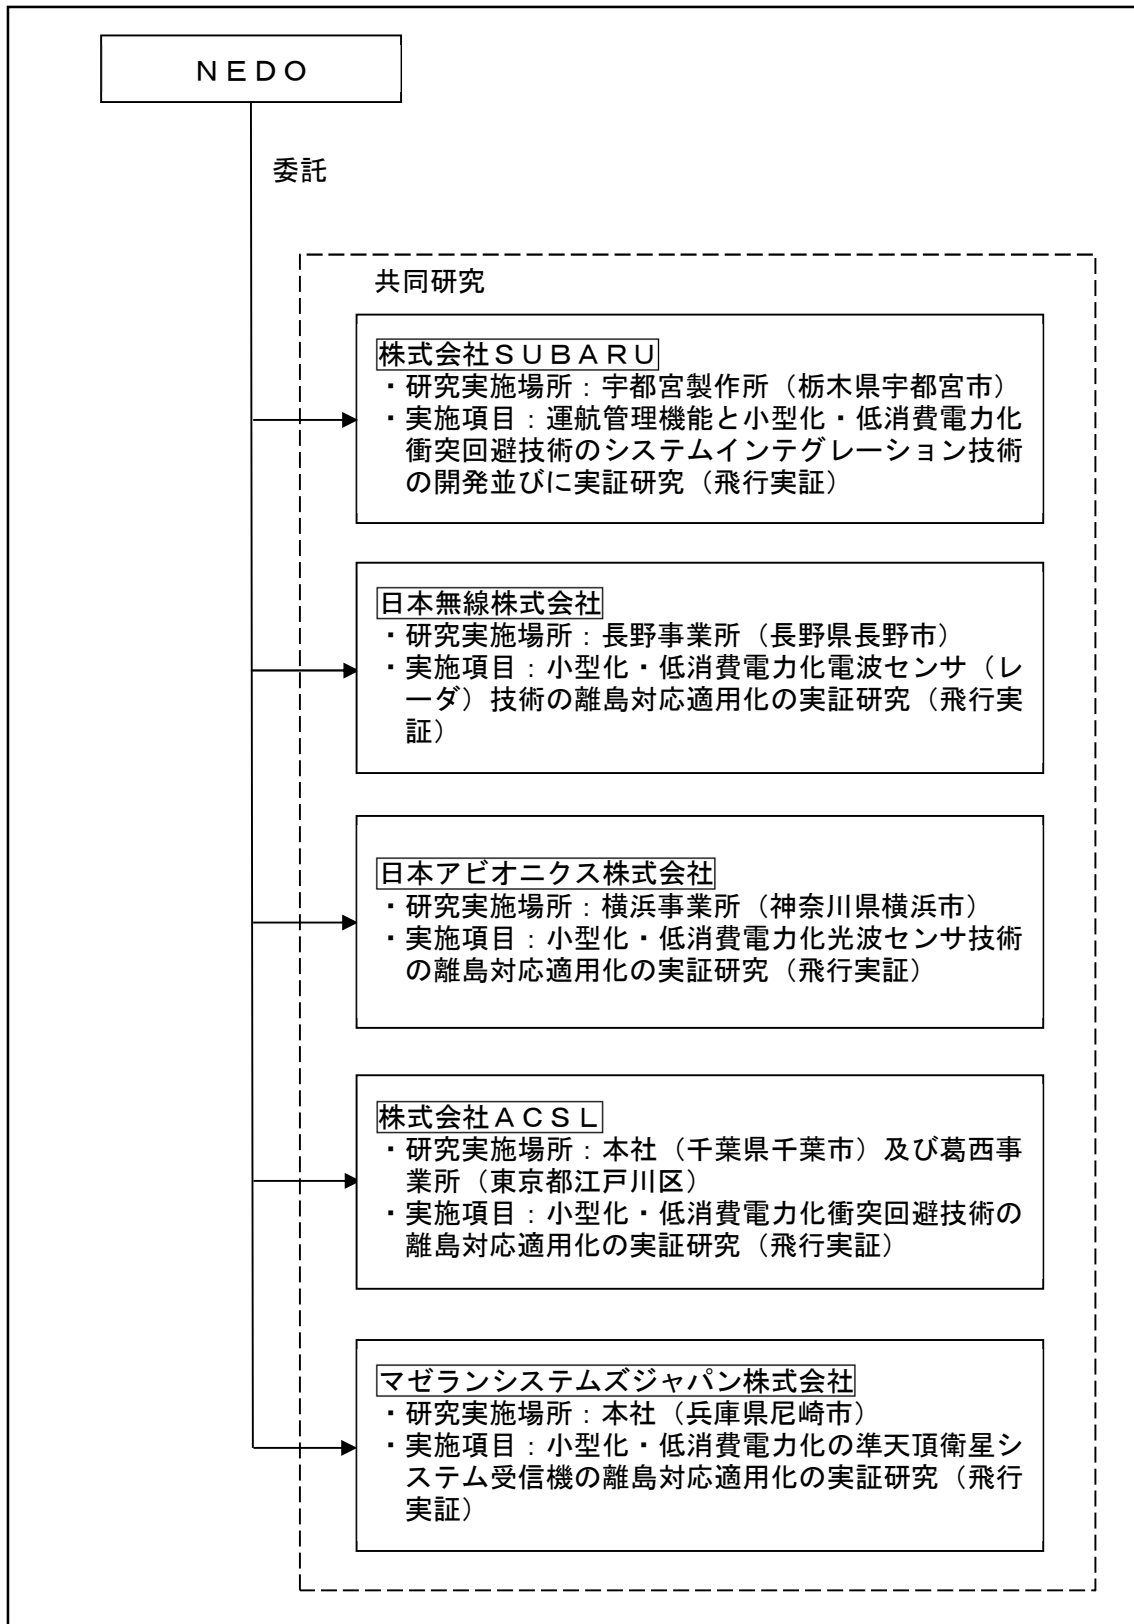 ＮＥＤＯ
委託
共同研究
株式会社ＳＵＢＡＲＵ
・研究実施場所：宇都宮製作所（栃木県宇都宮市）
・実施項目：運航管理機能と小型化・低消費電力化
衝突回避技術のシステムインテグレーション技術
の開発並びに実証研究（飛行実証）
日本無線株式会社
・研究実施場所：長野事業所（長野県長野市）
・実施項目：小型化・低消費電力化電波センサ（レ
ーダ）技術の離島対応適用化の実証研究（飛行実
証）
日本アビオニクス株式会社
・研究実施場所：横浜事業所（神奈川県横浜市）
・実施項目：小型化・低消費電力化光波センサ技術
の離島対応適用化の実証研究（飛行実証）
株式会社ＡＣＳＬ
・研究実施場所：本社（千葉県千葉市）及び葛西事
業所（東京都江戸川区）
・実施項目：小型化・低消費電力化衝突回避技術の
離島対応適用化の実証研究（飛行実証）
マゼランシステムズジャパン株式会社
・研究実施場所：本社（兵庫県尼崎市）
・実施項目：小型化・低消費電力化の準天頂衛星シ
ステム受信機の離島対応適用化の実証研究（飛行
実証）